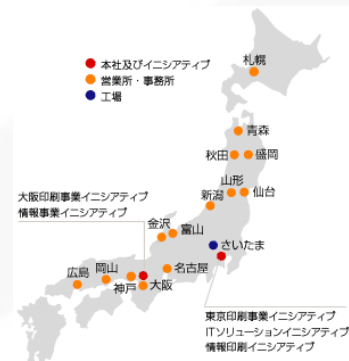 札幌
本社及びイニシアティブ
営業所・事務所
工場
青森
秋田
盛岡
山形
仙台
新潟
大阪印刷事業イニシアティブ
情報事業イニシアティブ
金沢
富山
さいたま
広島
岡山
名古屋
神戸
大阪
東京印刷事業イニシアティブ
ITソリューションイニシアティブ
情報印刷イニシアティブ